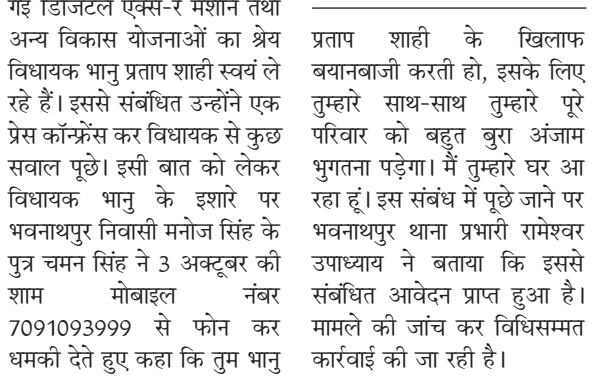 गई डिजिटल एक्स-रे मशीन तथा
अन्य विकास योजनाओं का श्रेय
विधायक भानु प्रताप शाही स्वयं ले
रहे हैं। इससे संबंधित उन्होंने एक
प्रेस कॉन्फ्रेंस कर विधायक से कुछ
सवाल पूछे। इसी बात को लेकर
विधायक भानु के इशारे पर
भवनाथपुर निवासी मनोज सिंह के
पुत्र चमन सिंह ने 3 अक्टूबर की
शाम मोबाइल नंबर
7091093999 से फोन कर
धमकी देते हुए कहा कि तुम भानु
प्रताप शाही के खिलाफ
बयानबाजी करती हो, इसके लिए
तुम्हारे साथ-साथ तुम्हारे पूरे
परिवार को बहुत बुरा अंजाम
भुगतना पड़ेगा। मैं तुम्हारे घर आ
रहा हूं। इस संबंध में पूछे जाने पर
भवनाथपुर थाना प्रभारी रामेश्वर
उपाध्याय ने बताया कि इससे
संबंधित आवेदन प्राप्त हुआ है।
मामले की जांच कर विधिसम्मत
कार्रवाई की जा रही है।